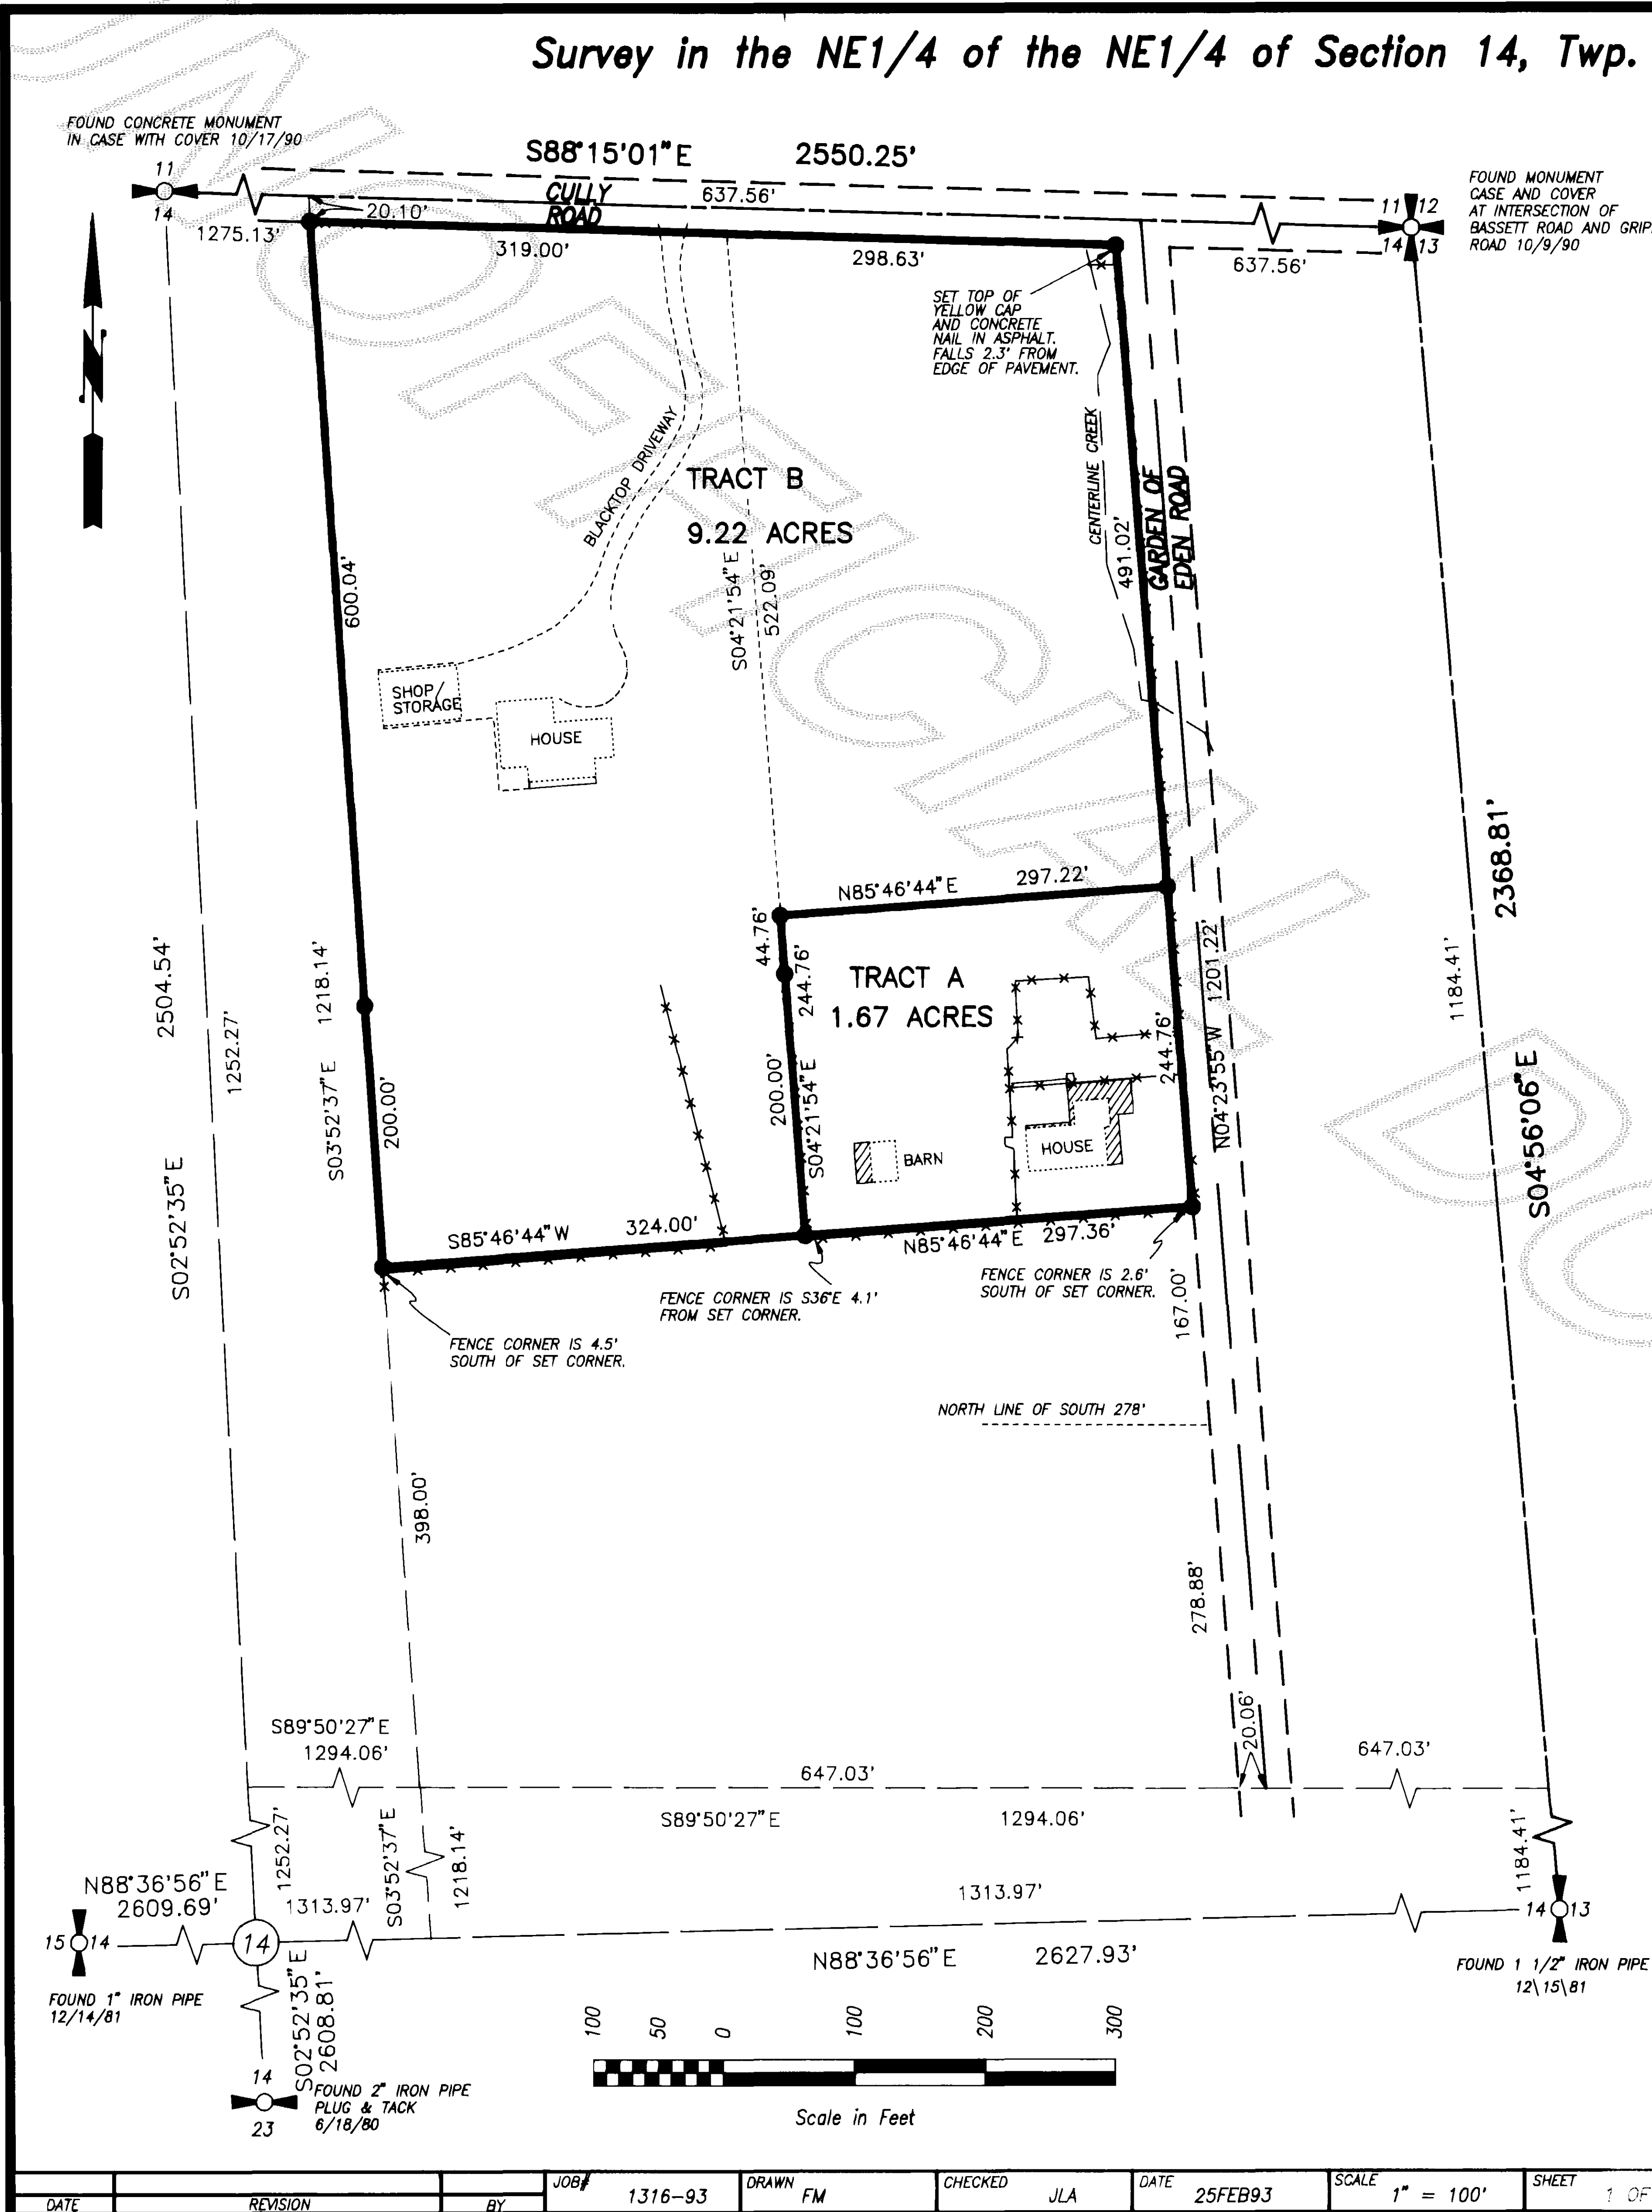 Survey in the NE1/4 of the NE1/4 of Section 14, Twp.
FOUND CONCRETE MONUMENT
IN CASE WITH COVER 10/17/90
11
14
S88°15'01"E 2550.25'
CULLY
ROAD
637.56'
20.10'
1275.13'
319.00'
298.63'
637.56'
11 12
14 13
FOUND MONUMENT
CASE AND COVER
AT INTERSECTION OF
BASSETT ROAD AND GRIP
ROAD 10/9/90
N
SET TOP OF
YELLOW CAP
AND CONCRETE
NAIL IN ASPHALT.
FALLS 2.3' FROM
EDGE OF PAVEMENT.
CENTERLINE CREEK
491.02'
GARDEN OF
EDEN ROAD
BLACKTOP DRIVEWAY
TRACT B
9.22 ACRES
S04°21'54"E
522.09'
600.04'
SHOP/
STORAGE
HOUSE
N85°46'44"E 297.22'
44.76'
244.76'
TRACT A
1.67 ACRES
200.00'
S04°21'54"E
BARN
HOUSE
244.76'
N04°23'55"W 1201.22'
2368.81'
1184.41'
S04°56'06"E
2504.54'
1252.27'
S02°52'35"E
1218.14'
S03°52'37"E
200.00'
S85°46'44"W 324.00'
N85°46'44"E 297.36'
FENCE CORNER IS 2.6'
SOUTH OF SET CORNER.
FENCE CORNER IS S36°E 4.1'
FROM SET CORNER.
FENCE CORNER IS 4.5'
SOUTH OF SET CORNER.
167.00'
NORTH LINE OF SOUTH 278'
398.00'
278.88'
20.06'
S89°50'27"E
1294.06'
647.03'
647.03'
S89°50'27"E 1294.06'
1252.27'
S03°52'37"E
1218.14'
1184.41'
N88°36'56"E
2609.69'
1313.97'
1313.97'
15 14
14
14 13
N88°36'56"E 2627.93'
FOUND 1" IRON PIPE
12/14/81
FOUND 1 1/2" IRON PIPE
12\15\81
S02°52'35"E
2608.81'
14
23
FOUND 2" IRON PIPE
PLUG & TACK
6/18/80
100 50 0 100 200 300
Scale in Feet
DATE REVISION BY
JOB# 1316-93
DRAWN FM
CHECKED JLA
DATE 25FEB93
SCALE 1" = 100'
SHEET 1 OF
UNOFFICIAL DOC